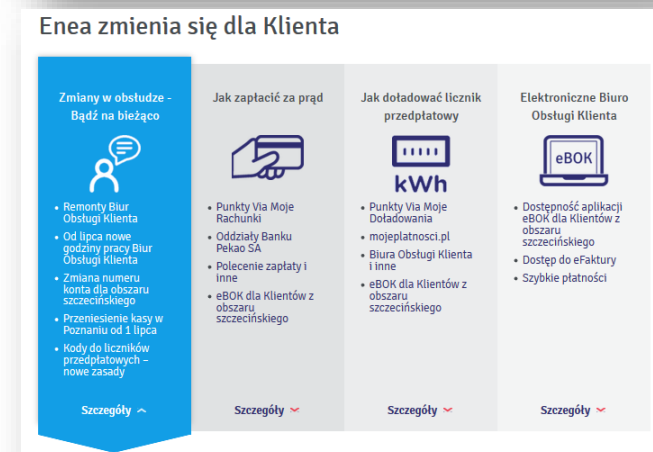 Enea zmienia się dla Klienta
Zmiany w obsłudze -
Bądź na bieżąco
• Remonty Biur
Obsługi Klienta
• Od lipca nowe
godziny pracy Biur
Obsługi Klienta
• Zmiana numeru
konta dla obszaru
szczecińskiego
• Przeniesienie kasy w
Poznaniu od 1 lipca
• Kody do liczników
przedpłatowych –
nowe zasady
Szczegóły
Jak zapłacić za prąd
• Punkty Via Moje
Rachunki
• Oddziały Banku
Pekao SA
• Polecenie zapłaty i
inne
• eBOK dla Klientów z
obszaru
szczecińskiego
Szczegóły
Jak doładować licznik
przedpłatowy
kWh
• Punkty Via Moje
Doładowania
• mojeplatnosci.pl
• Biura Obsługi Klienta
i inne
• eBOK dla Klientów z
obszaru
szczecińskiego
Szczegóły
Elektroniczne Biuro
Obsługi Klienta
eBOK
• Dostępność aplikacji
eBOK dla Klientów z
obszaru
szczecińskiego
• Dostęp do eFaktury
• Szybkie płatności
Szczegóły